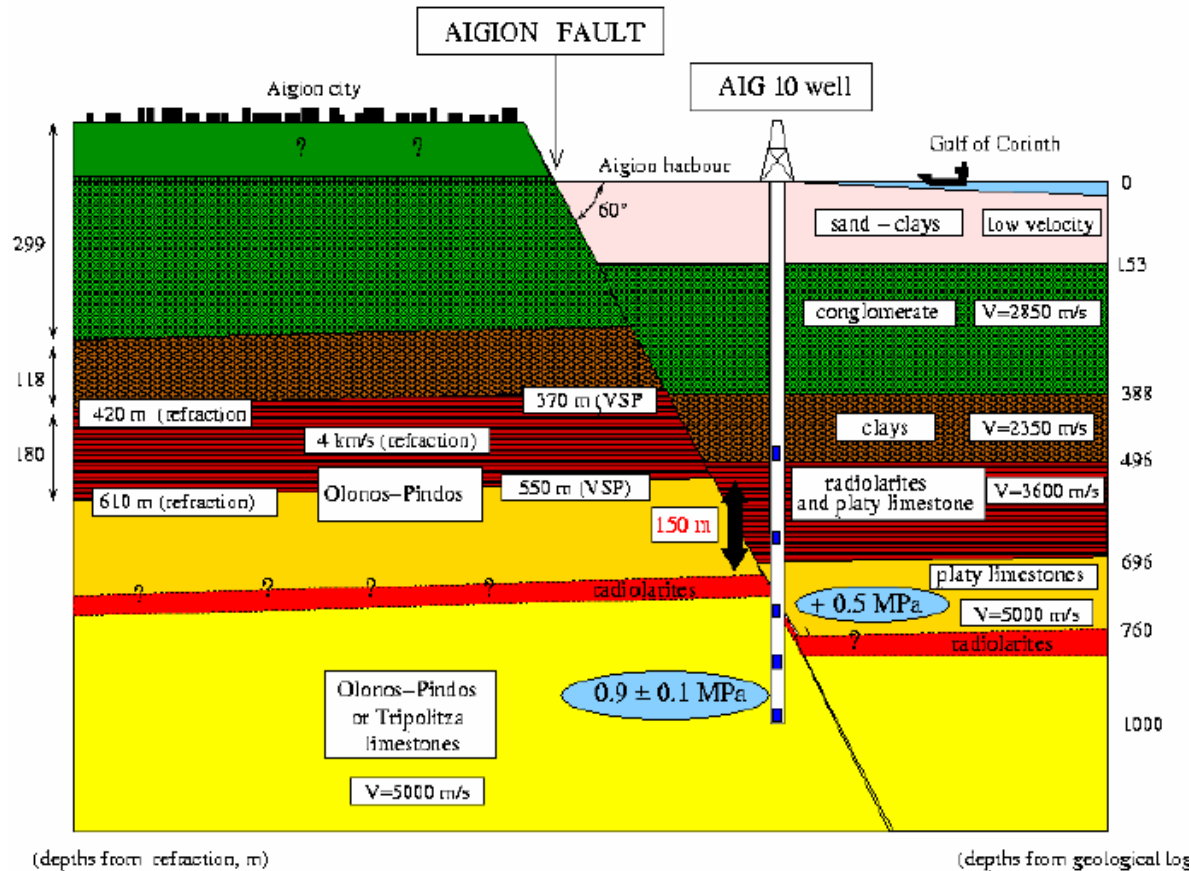 AIGION FAULT
AIG 10 well
Aigion city
Gulf of Corinth
? ?
Aigion harbour
0
60°
sand – clays
low velocity
299
153
conglomerate
V=2850 m/s
118
370 m (VSP
388
420 m (refraction
clays
V=2350 m/s
4 km/s (refraction)
180
496
radiolarites
and platy limestone
V=3600 m/s
Olonos–Pindos
550 m (VSP)
610 m (refraction)
150 m
696
platy limestones
? ? ? ?
radiolarites
+ 0.5 MPa
V=5000 m/s
760
?
radiolarites
Olonos–Pindos
or Tripolitza
limestones
0.9 ± 0.1 MPa
1000
V=5000 m/s
(depths from refraction, m)
(depths from geological log